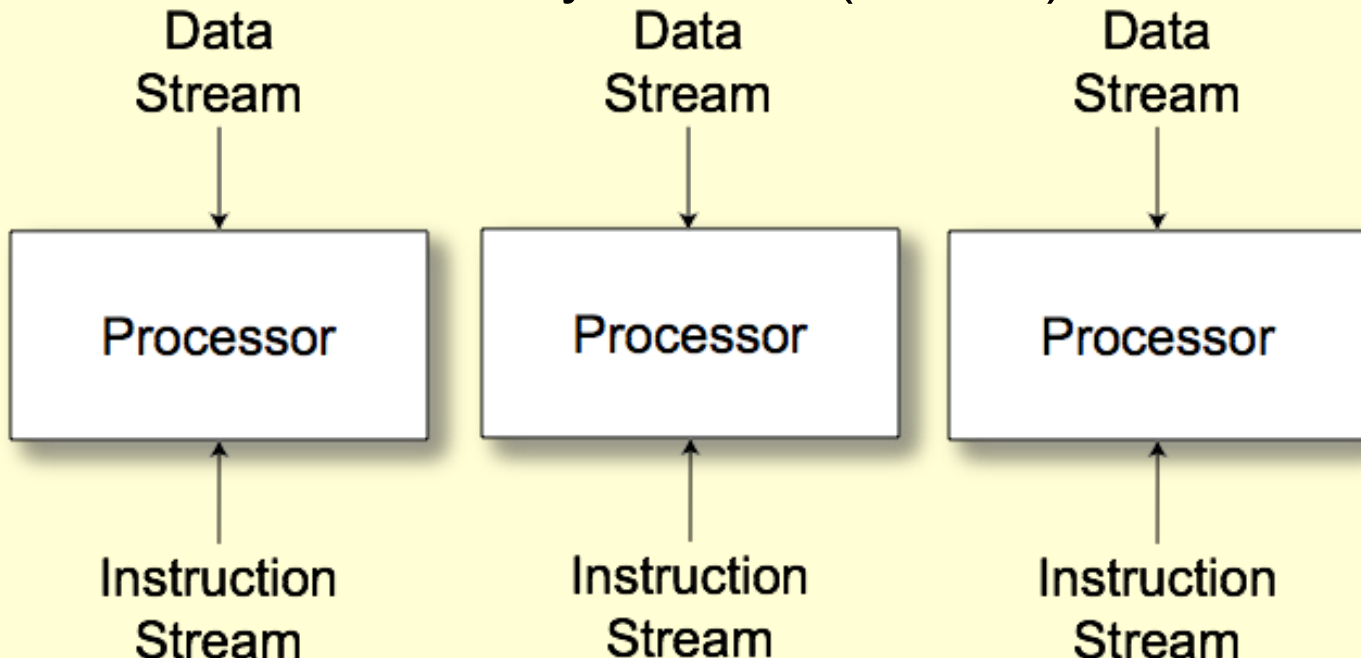 Data Data Data
Stream Stream Stream
Processor Processor Processor
Instruction Instruction Instruction
Stream Stream Stream